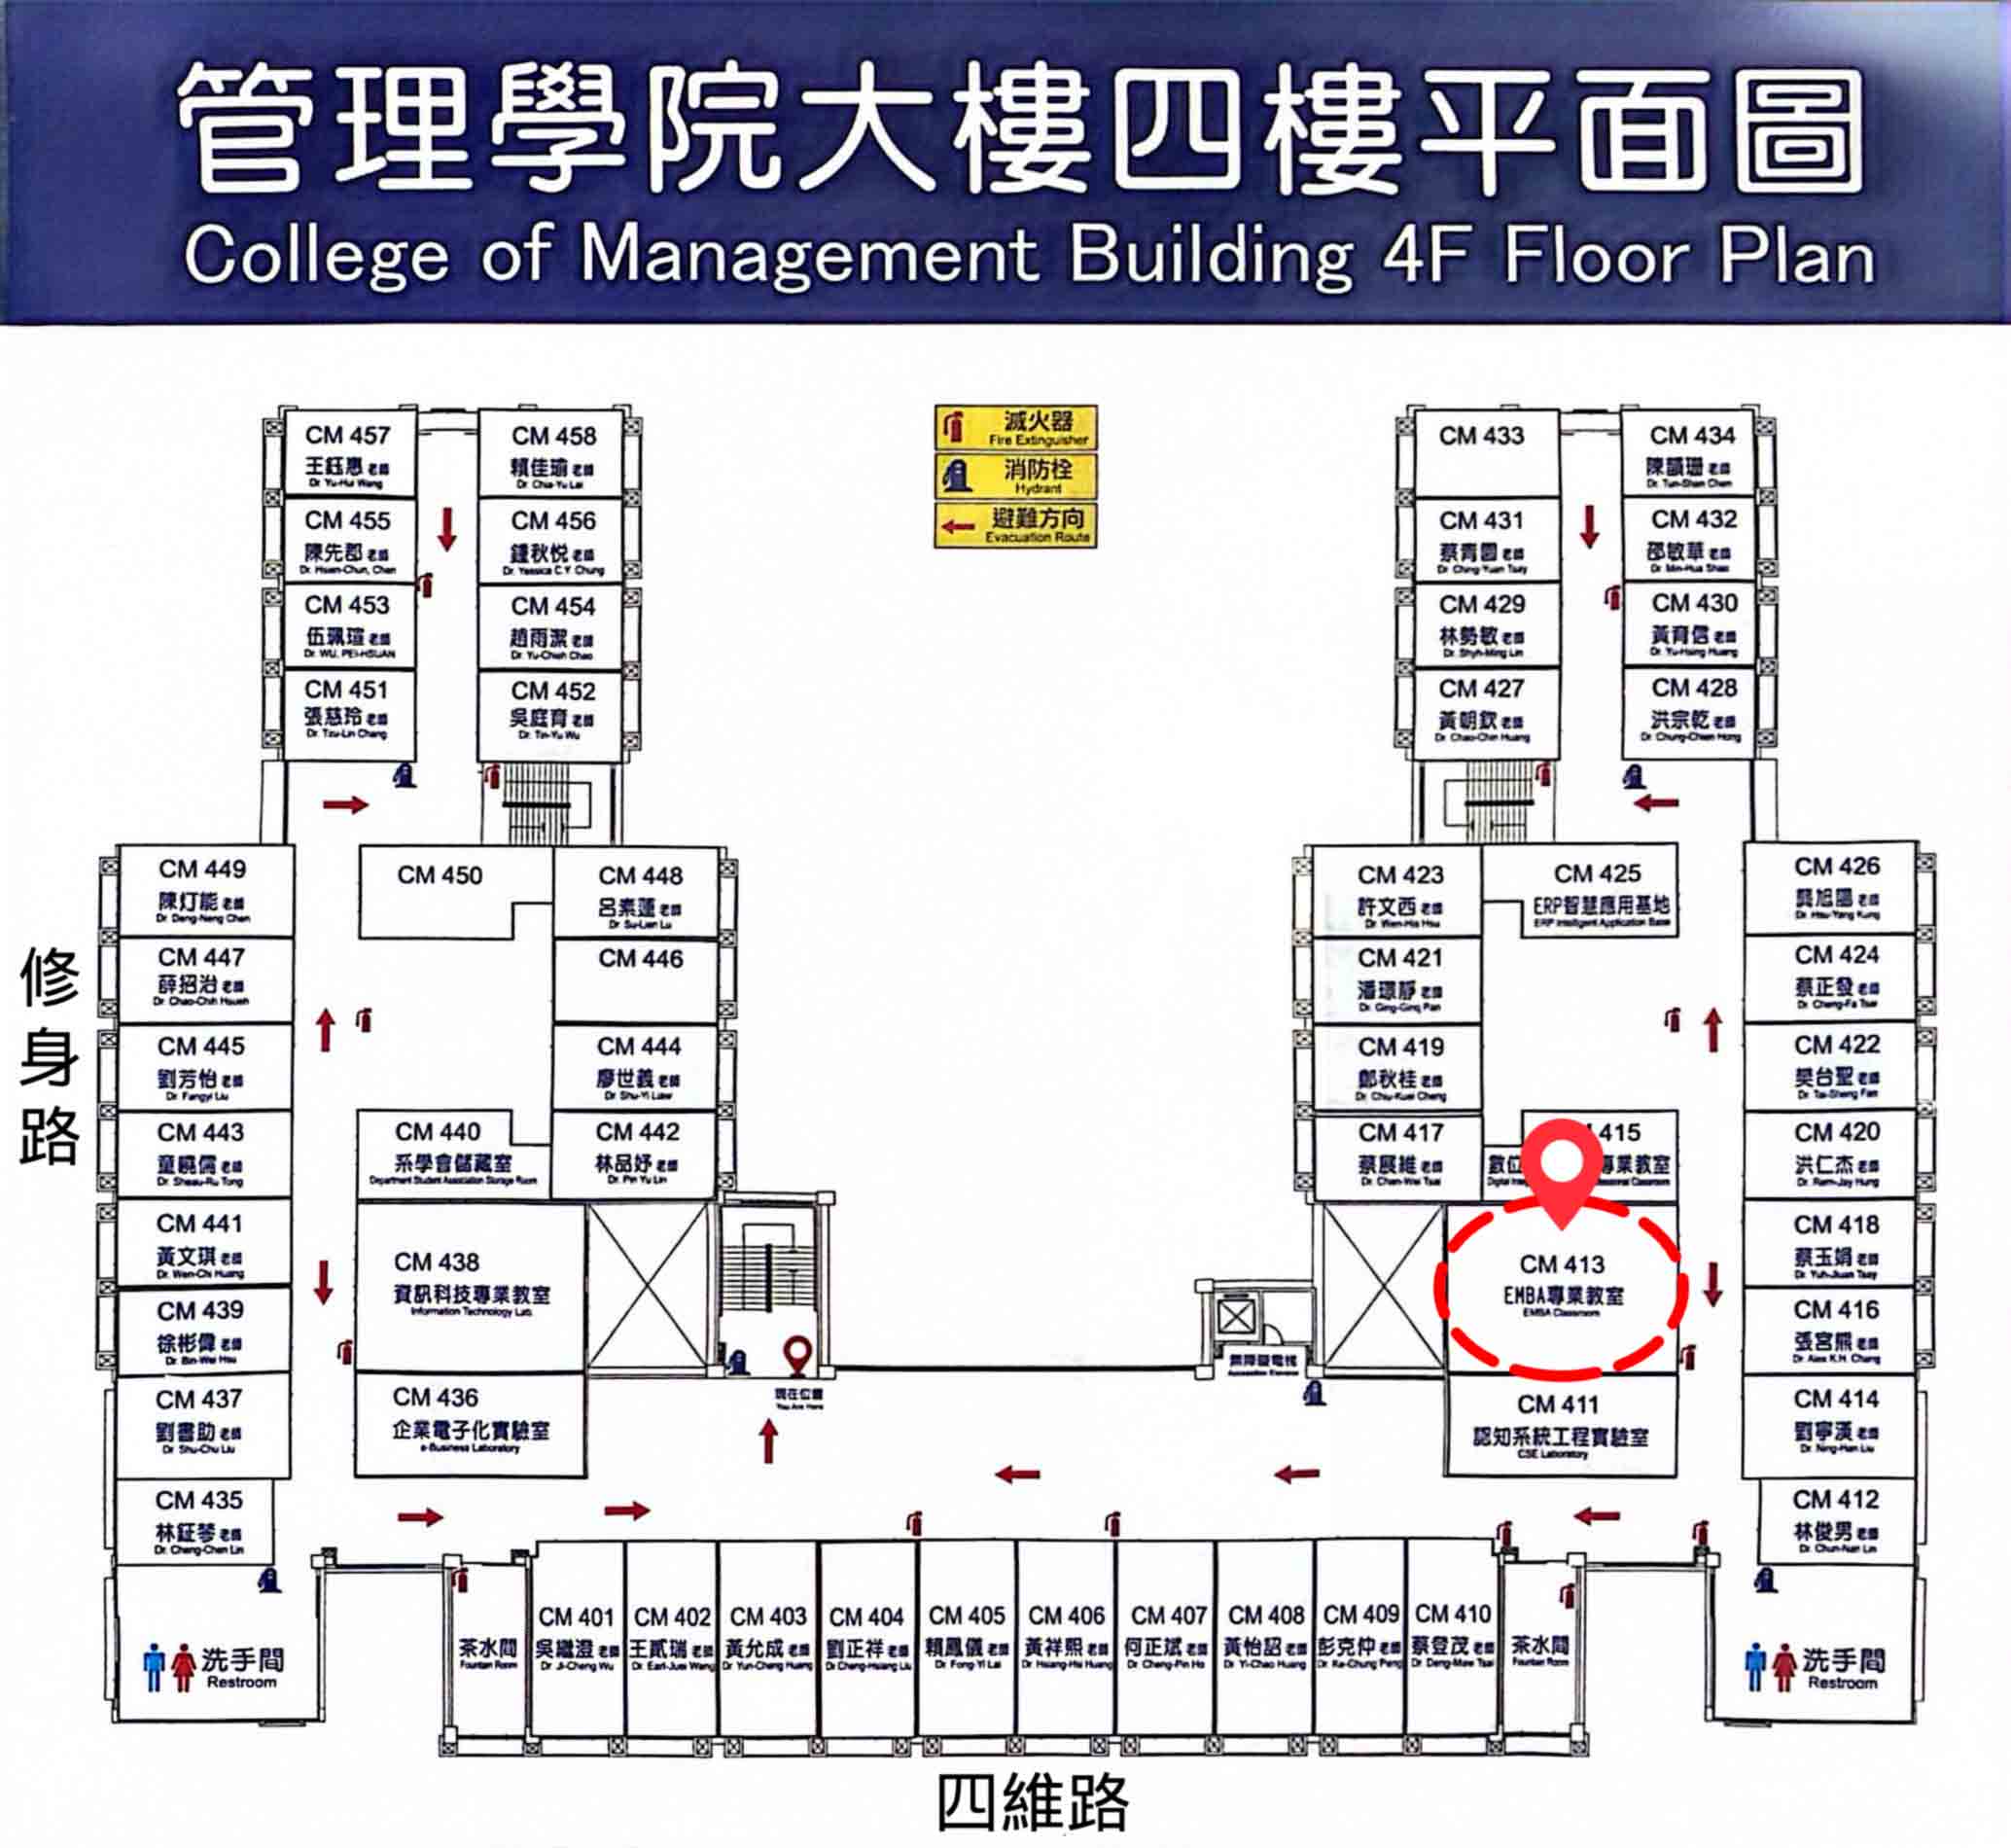 管理學院大樓四樓平面圖
College of Management Building 4F Floor Plan
滅火器
Fire Extinguisher
消防栓
Hydrant
避難方向
Evacuation Route
CM 457
王鈺惠 老師
Dr. Yu-Hui Wang
CM 458
賴佳瑜 老師
Dr. Chia-Yu Lai
CM 455
陳先郡 老師
Dr. Hsien-Chun, Chen
CM 456
鍾秋悦 老師
Dr. Yessica C.Y. Chung
CM 453
伍珮瑄 老師
Dr. WU, PEI-HSUAN
CM 454
趙雨潔 老師
Dr. Yu-Chieh Chao
CM 451
張慈玲 老師
Dr. Tzu-Lin Chang
CM 452
吳庭育 老師
Dr. Tin-Yu Wu
CM 433
CM 434
陳韻珊 老師
Dr. Yun-Shan Chen
CM 431
蔡青園 老師
Dr. Ching-Yuan Tsay
CM 432
邵敏華 老師
Dr. Min-Hua Shao
CM 429
林勢敏 老師
Dr. Shyh-Ming Lin
CM 430
黃育信 老師
Dr. Yu-Hsing Huang
CM 427
黃朝欽 老師
Dr. Chao-Chin Huang
CM 428
洪宗乾 老師
Dr. Chung-Chien Hong
CM 449
陳灯能 老師
Dr. Deng-Neng Chen
CM 450
CM 448
呂素蓮 老師
Dr. Su-Lien Lu
CM 447
薛招治 老師
Dr. Chao-Chih Hsueh
CM 446
CM 445
劉芳怡 老師
Dr. Fangyi Liu
CM 444
廖世義 老師
Dr. Shu-Yi Liaw
CM 443
童曉儒 老師
Dr. Sheau-Ru Tong
CM 440
系學會儲藏室
Department Student Association Storage Room
CM 442
林品妤 老師
Dr. Pin Yu Lin
CM 441
黃文琪 老師
Dr. Wen-Chi Huang
CM 438
資訊科技專業教室
Information Technology Lab.
CM 439
徐彬偉 老師
Dr. Bin-Wei Hsu
CM 437
劉書助 老師
Dr. Shu-Chu Liu
CM 436
企業電子化實驗室
e-Business Laboratory
CM 435
林鉦棽 老師
Dr. Cheng-Chen Lin
修身路
CM 423
許文西 老師
Dr. Wen-His Hsu
CM 425
ERP智慧應用基地
ERP Intelligent Application Base
CM 426
龔旭陽 老師
Dr. Hsu-Yang Kung
CM 421
潘璟靜 老師
Dr. Ging-Ging Pan
CM 424
蔡正發 老師
Dr. Cheng-Fa Tsai
CM 419
鄭秋桂 老師
Dr. Chiu-Kuei Cheng
CM 422
樊台聖 老師
Dr. Tai-Sheng Fan
CM 417
蔡展維 老師
Dr. Chen-Wei Tsai
415
數位
專業教室
CM 420
洪仁杰 老師
Dr. Ren-Jay Hung
CM 413
EMBA專業教室
EMBA Classroom
CM 418
蔡玉娟 老師
Dr. Yuh-Jiuan Tsay
CM 416
張宮熊 老師
Dr. Alex K.H. Chang
CM 411
認知系統工程實驗室
CSE Laboratory
CM 414
劉寧漢 老師
Dr. Ning-Han Liu
CM 412
林俊男 老師
Dr. Chun-Nan Lin
現在位置
You Are Here
無障礙電梯
Accessible Elevator
洗手間
Restroom
茶水間
Fountain Room
CM 401
吳繼澄 老師
Dr Ji-Cheng Wu
CM 402
王貳瑞 老師
Dr. Earl-Juei Wang
CM 403
黃允成 老師
Dr Yun-Cheng Huang
CM 404
劉正祥 老師
Dr Cheng-Hsiang Liu
CM 405
賴鳳儀 老師
Dr Fong-Yi Lai
CM 406
黃祥熙 老師
Dr Hsiang-Hsi Huang
CM 407
何正斌 老師
Dr Cheng-Pin Ho
CM 408
黃怡詔 老師
Dr Yi-Chao Huang
CM 409
彭克仲 老師
Dr Ke-Chung Peng
CM 410
蔡登茂 老師
Dr Deng-Maw Tsai
茶水間
Fountain Room
洗手間
Restroom
四維路